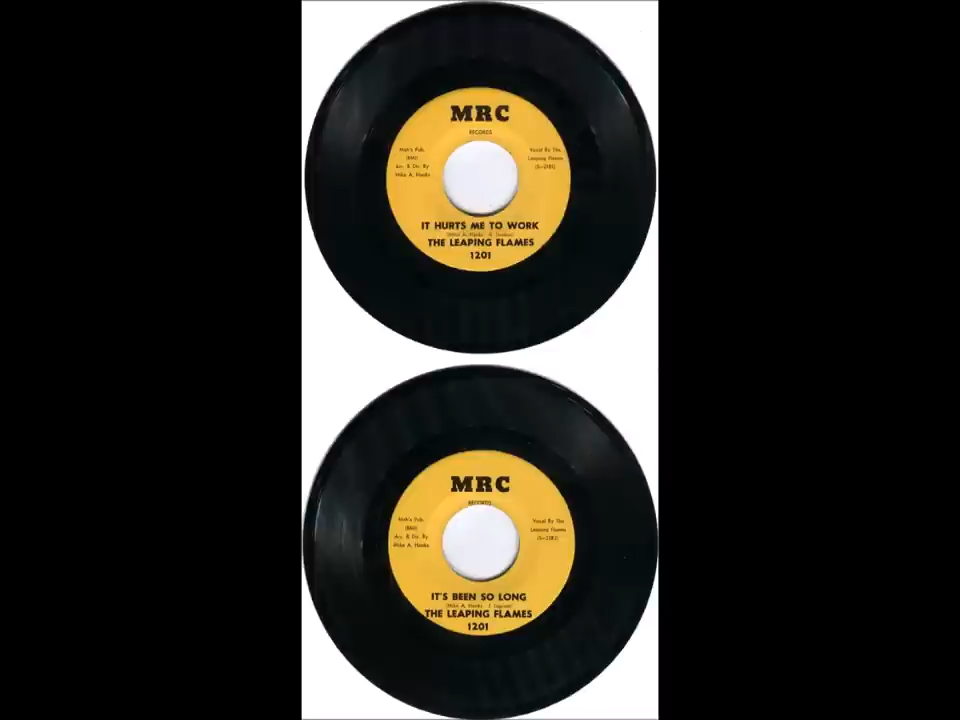 MRC
RECORDS
Mah's Pub.
(BMI)
Arr. & Dir. By
Mike A. Hanks
Vocal By The
Leaping Flames
IT HURTS ME TO WORK
THE LEAPING FLAMES
1201
MRC
RECORDS
Mah's Pub.
(BMI)
Arr. & Dir. By
Mike A. Hanks
Vocal By The
Leaping Flames
IT'S BEEN SO LONG
THE LEAPING FLAMES
1201